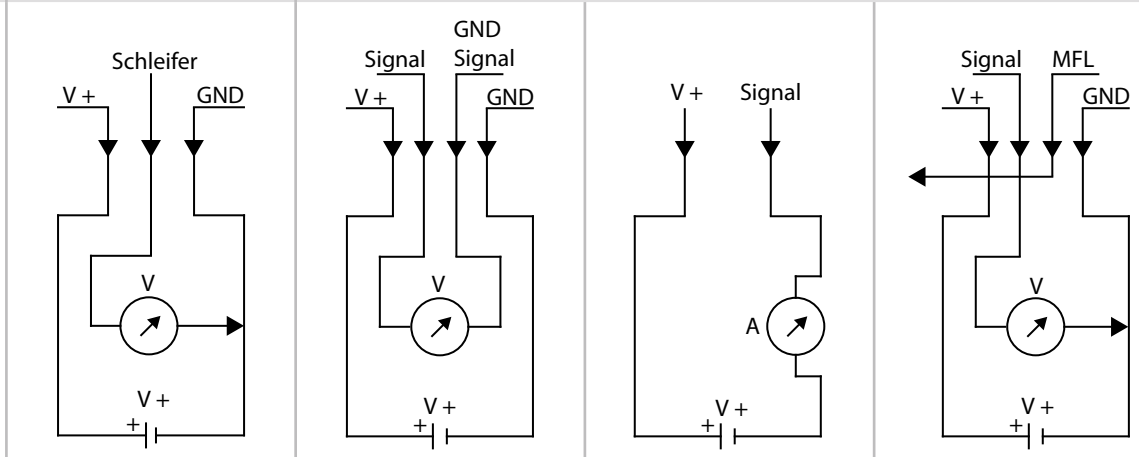 Schleifer
V +
GND
V
V +
+
GND
Signal
Signal
V +
GND
V
V +
+
V +
Signal
A
V +
+
Signal
MFL
V +
GND
V
V +
+